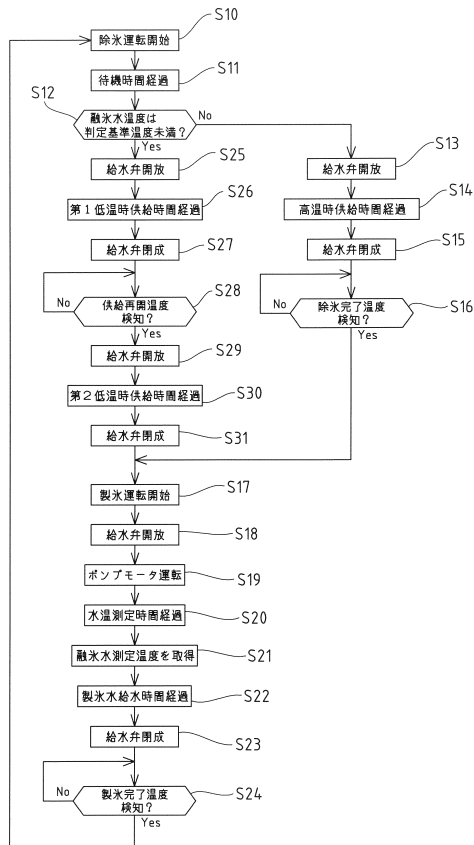 除氷運転開始
S10
待機時間経過
S11
S12
融氷水温度は
判定基準温度未満?
No
Yes
給水弁開放
S25
第1低温時供給時間経過
S26
給水弁閉成
S27
供給再開温度
検知?
S28
No
Yes
給水弁開放
S29
第2低温時供給時間経過
S30
給水弁閉成
S31
給水弁開放
S13
高温時供給時間経過
S14
給水弁閉成
S15
除氷完了温度
検知?
S16
No
Yes
製氷運転開始
S17
給水弁開放
S18
ポンプモータ運転
S19
水温測定時間経過
S20
融氷水測定温度を取得
S21
製氷水給水時間経過
S22
給水弁閉成
S23
製氷完了温度
検知?
S24
No
Yes